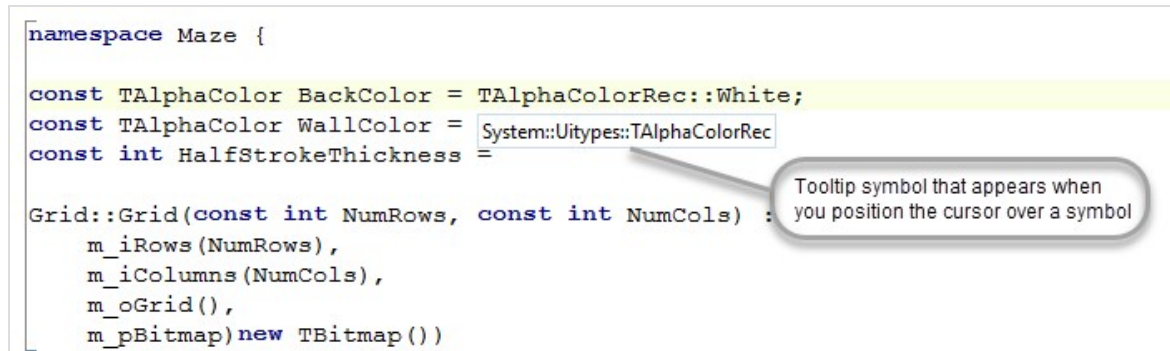 namespace Maze {
const TAlphaColor BackColor = TAlphaColorRec::White;
const TAlphaColor WallColor =
System::Uitypes::TAlphaColorRec
const int HalfStrokeThickness =
Tooltip symbol that appears when
you position the cursor over a symbol
Grid::Grid(const int NumRows, const int NumCols) :
m_iRows(NumRows),
m_iColumns(NumCols),
m_oGrid(),
m_pBitmap)new TBitmap())